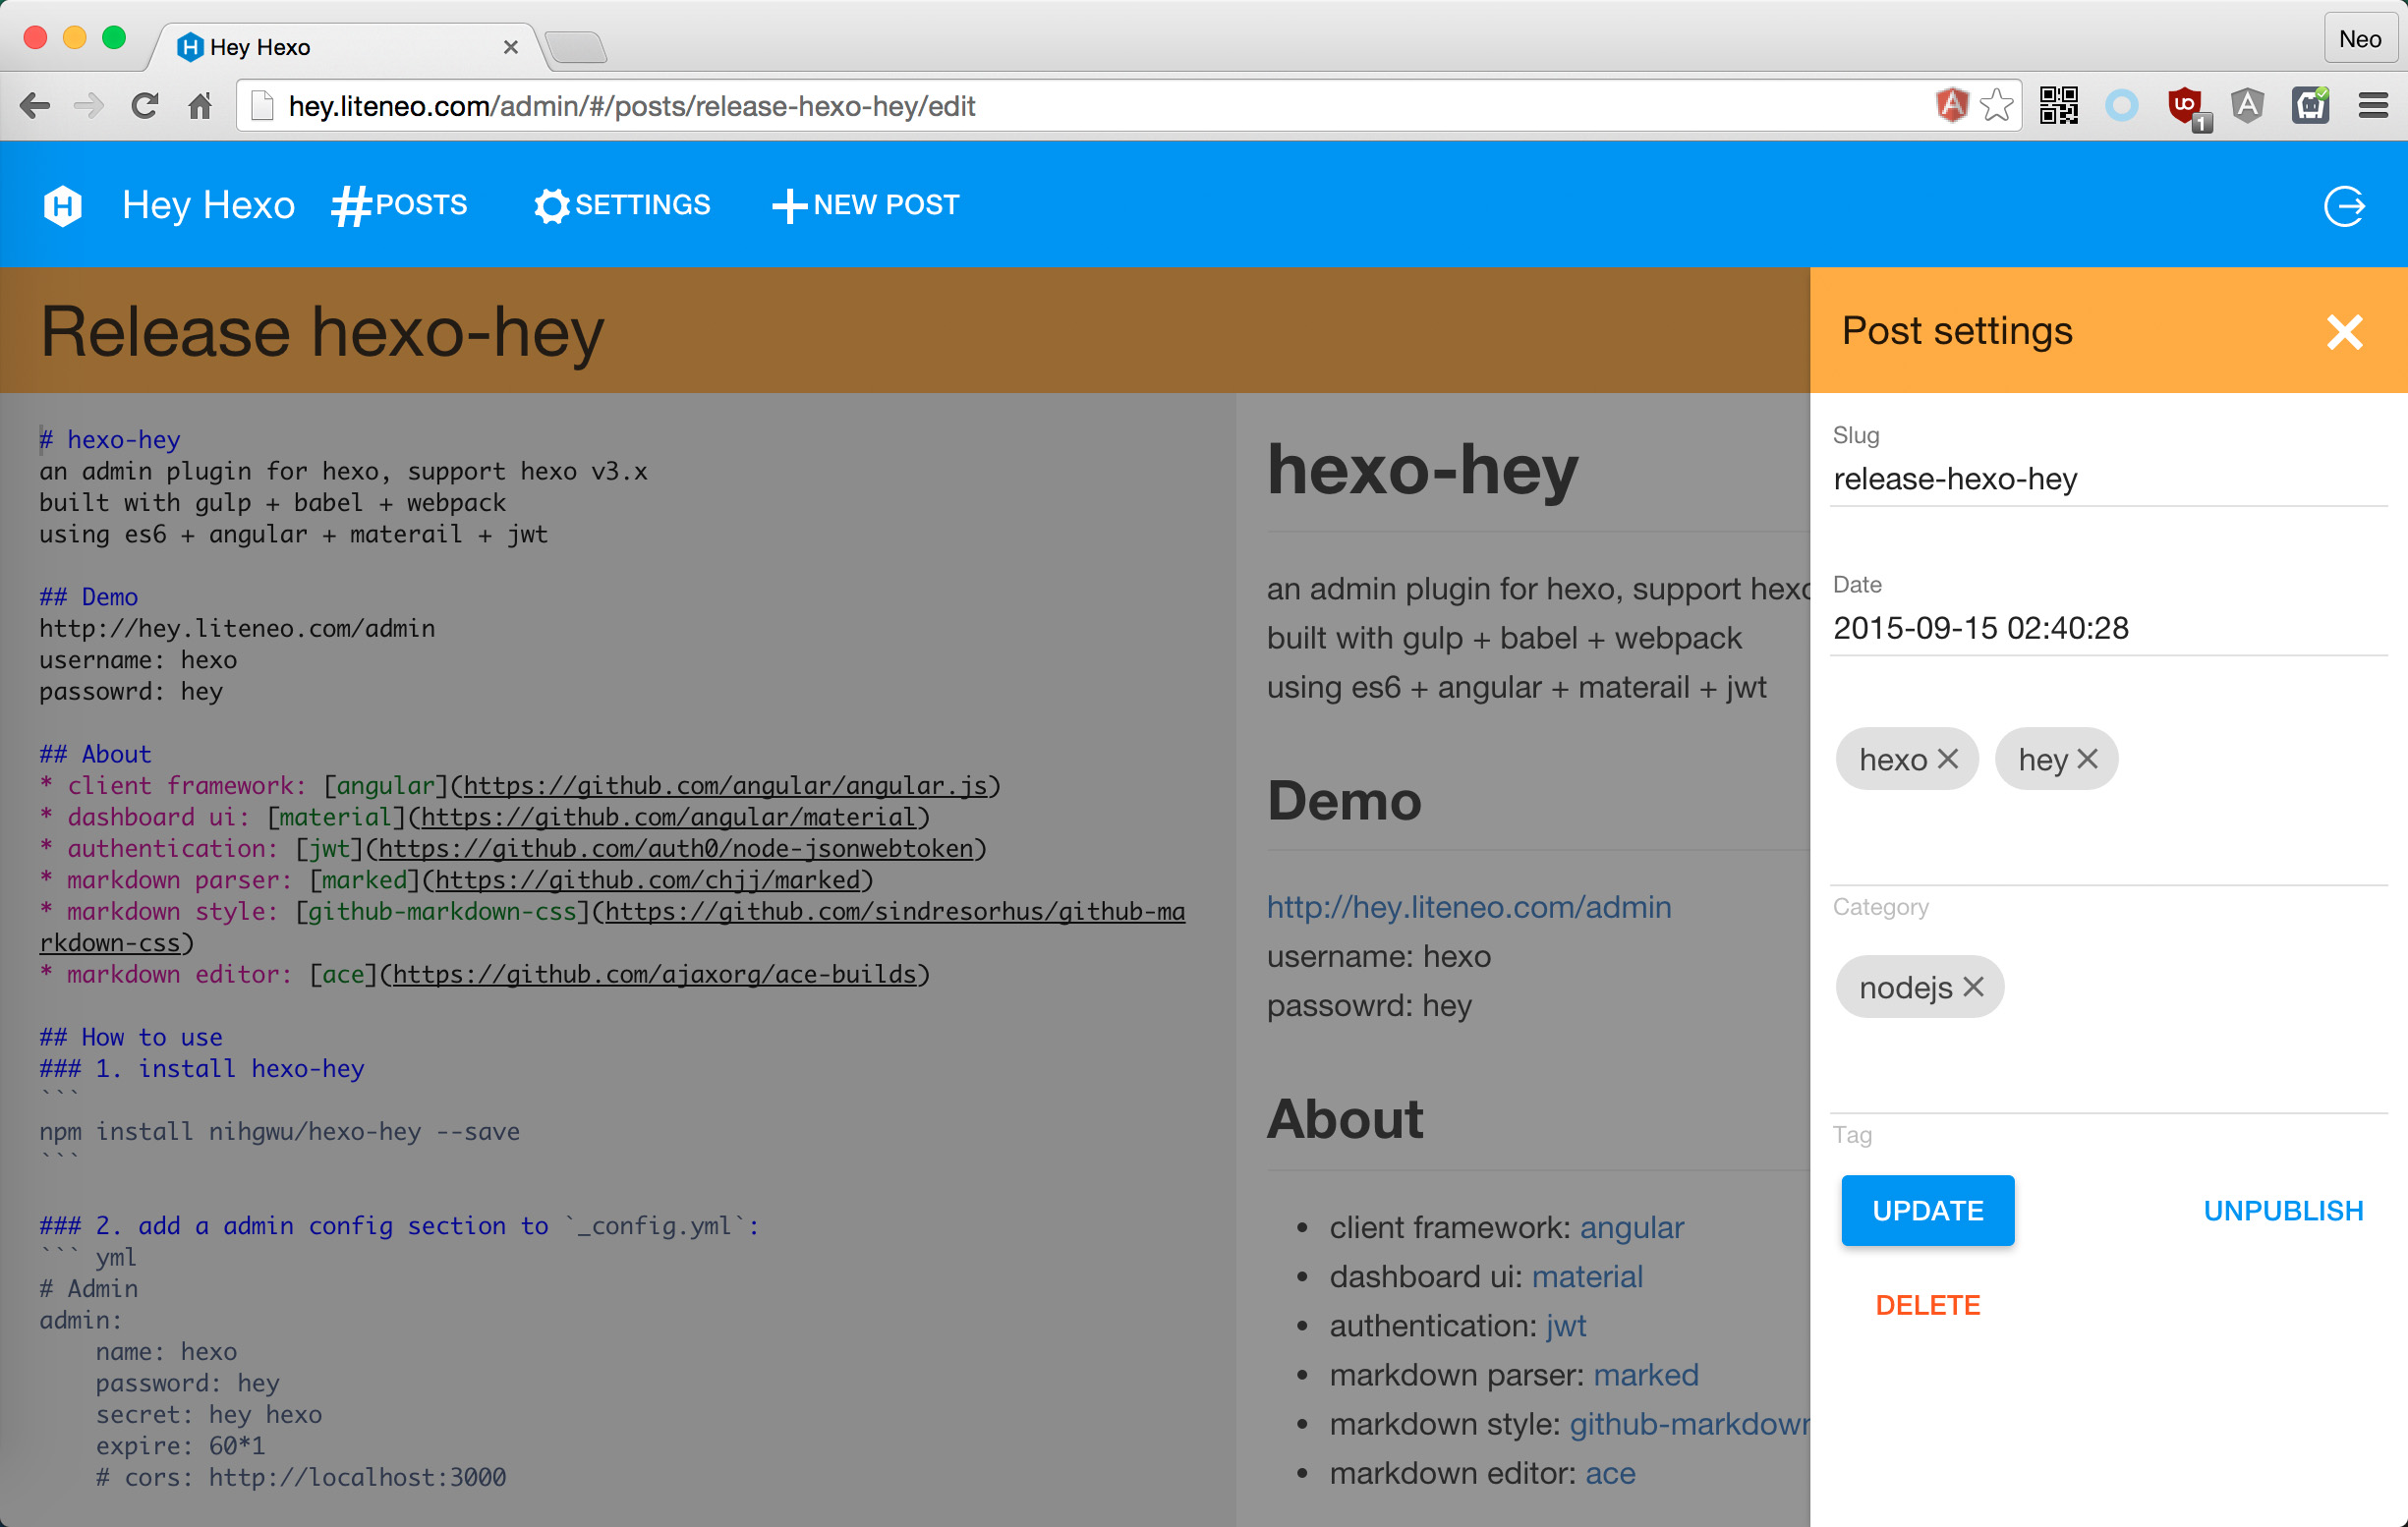 Hey Hexo
Neo
hey.liteneo.com/admin/#/posts/release-hexo-hey/edit
1
Hey Hexo
#POSTS
SETTINGS
NEW POST
Release hexo-hey
# hexo-hey
an admin plugin for hexo, support hexo v3.x
built with gulp + babel + webpack
using es6 + angular + materail + jwt
## Demo
http://hey.liteneo.com/admin
username: hexo
passowrd: hey
## About
* client framework: [angular](https://github.com/angular/angular.js)
* dashboard ui: [material](https://github.com/angular/material)
* authentication: [jwt](https://github.com/auth0/node-jsonwebtoken)
* markdown parser: [marked](https://github.com/chjj/marked)
* markdown style: [github-markdown-css](https://github.com/sindresorhus/github-ma
rkdown-css)
* markdown editor: [ace](https://github.com/ajaxorg/ace-builds)
## How to use
### 1. install hexo-hey
```
npm install nihgwu/hexo-hey --save
```
### 2. add a admin config section to `_config.yml`:
``` yml
# Admin
admin:
    name: hexo
    password: hey
    secret: hey hexo
    expire: 60*1
    # cors: http://localhost:3000
hexo-hey
an admin plugin for hexo, support hexo
built with gulp + babel + webpack
using es6 + angular + materail + jwt
Demo
http://hey.liteneo.com/admin
username: hexo
passowrd: hey
About
• client framework: angular
• dashboard ui: material
• authentication: jwt
• markdown parser: marked
• markdown style: github-markdown
• markdown editor: ace
Post settings
Slug
release-hexo-hey
Date
2015-09-15 02:40:28
hexo
hey
Category
nodejs
Tag
UPDATE
UNPUBLISH
DELETE